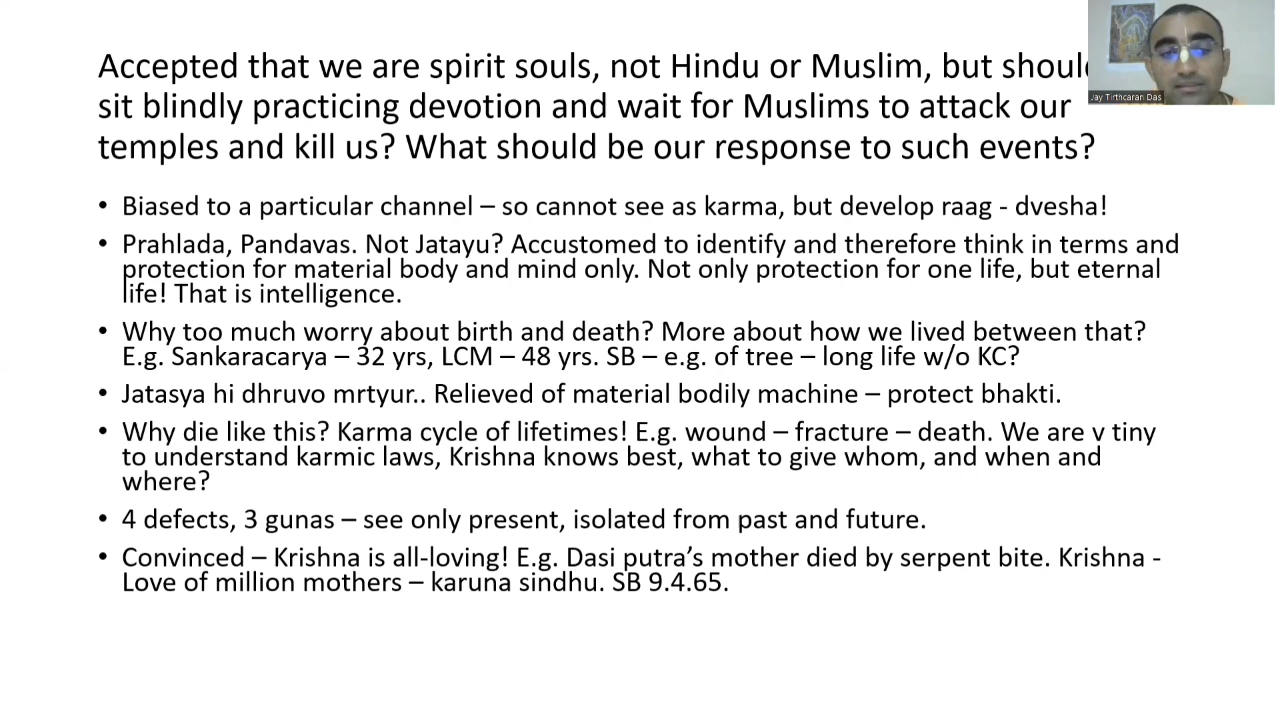 Accepted that we are spirit souls, not Hindu or Muslim, but
sit blindly practicing devotion and wait for Muslims to attack our
temples and kill us? What should be our response to such events?
Jay Tirthcaran Das
• Biased to a particular channel – so cannot see as karma, but develop raag - dvesha!
• Prahlada, Pandavas. Not Jatayu? Accustomed to identify and therefore think in terms and
protection for material body and mind only. Not only protection for one life, but eternal
life! That is intelligence.
• Why too much worry about birth and death? More about how we lived between that?
E.g. Sankaracarya – 32 yrs, LCM – 48 yrs. SB – e.g. of tree – long life w/o KC?
• Jatasya hi dhruvo mrtyur.. Relieved of material bodily machine – protect bhakti.
• Why die like this? Karma cycle of lifetimes! E.g. wound – fracture – death. We are v tiny
to understand karmic laws, Krishna knows best, what to give whom, and when and
where?
• 4 defects, 3 gunas – see only present, isolated from past and future.
• Convinced – Krishna is all-loving! E.g. Dasi putra’s mother died by serpent bite. Krishna -
Love of million mothers – karuna sindhu. SB 9.4.65.